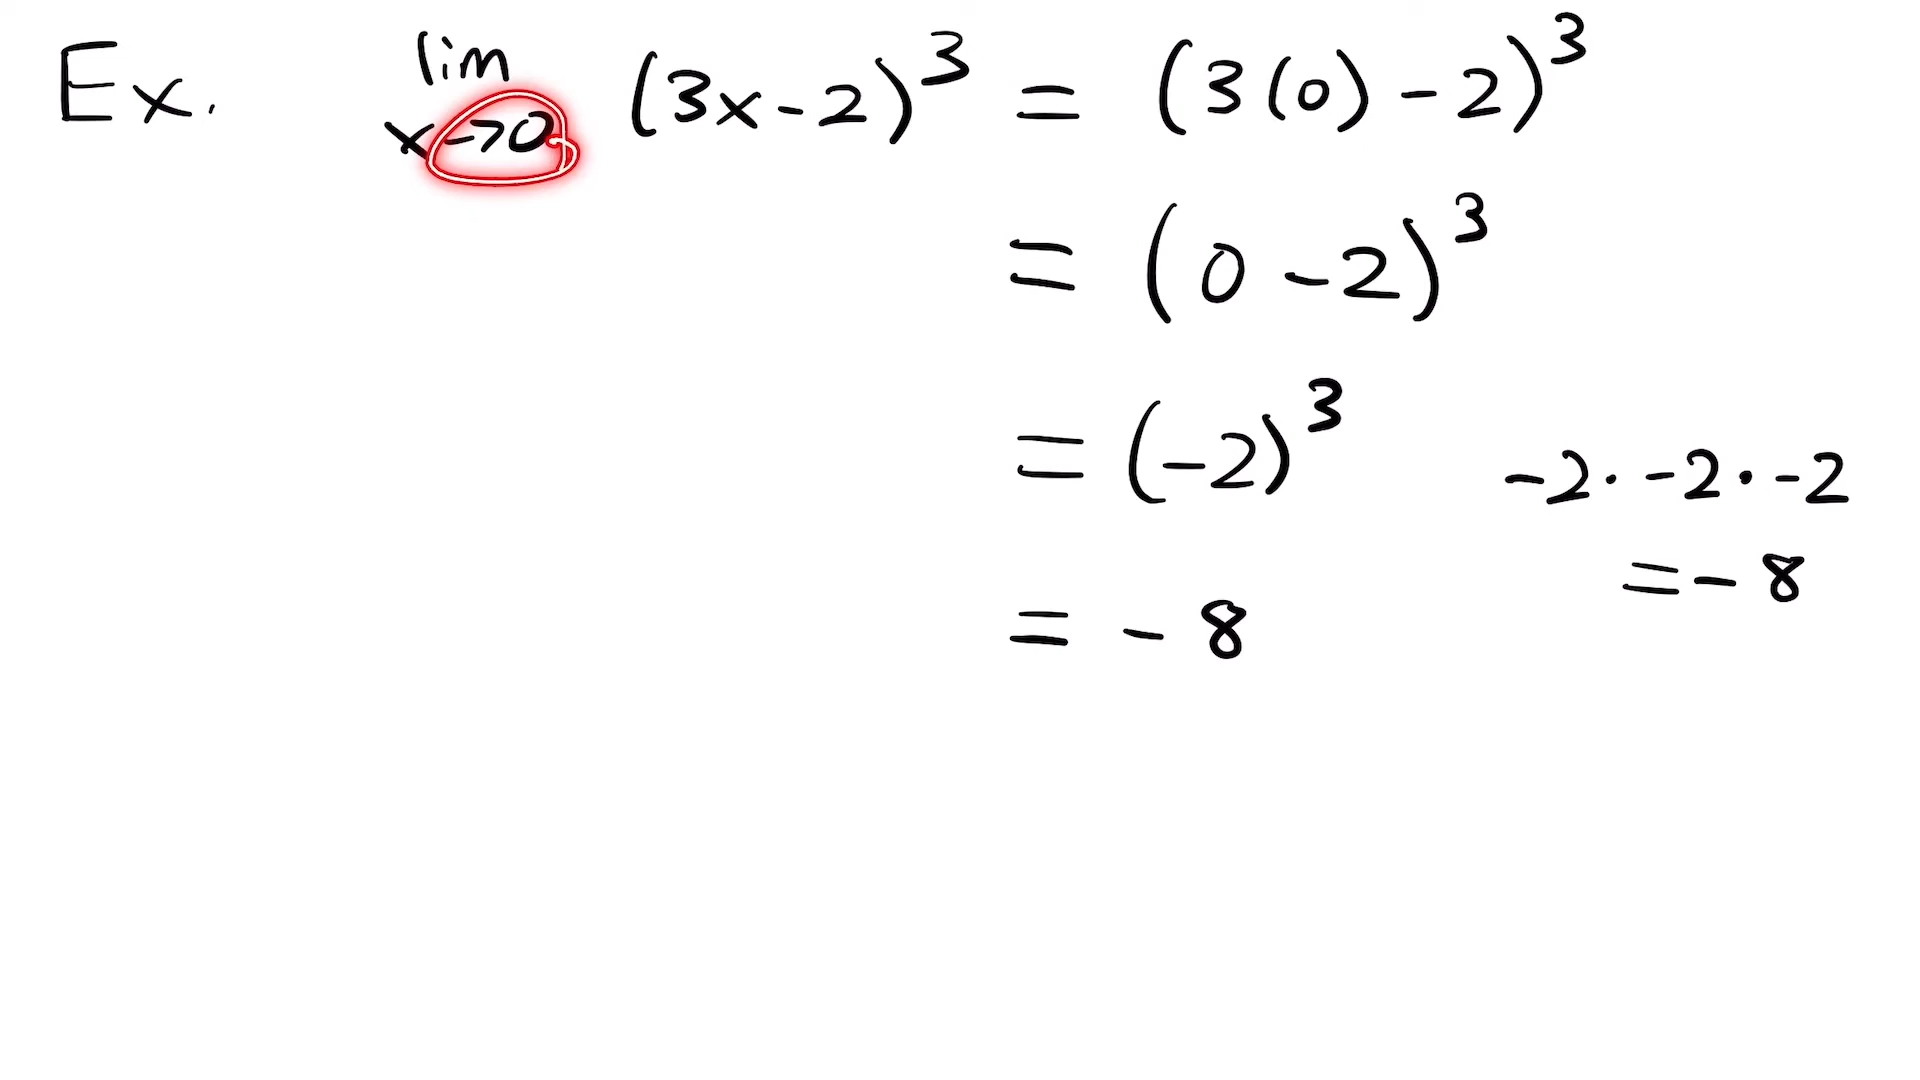 Ex. lim x→0 (3x-2)³ = (3(0)-2)³
= (0-2)³
= (-2)³ -2·-2·-2
= -8
= -8